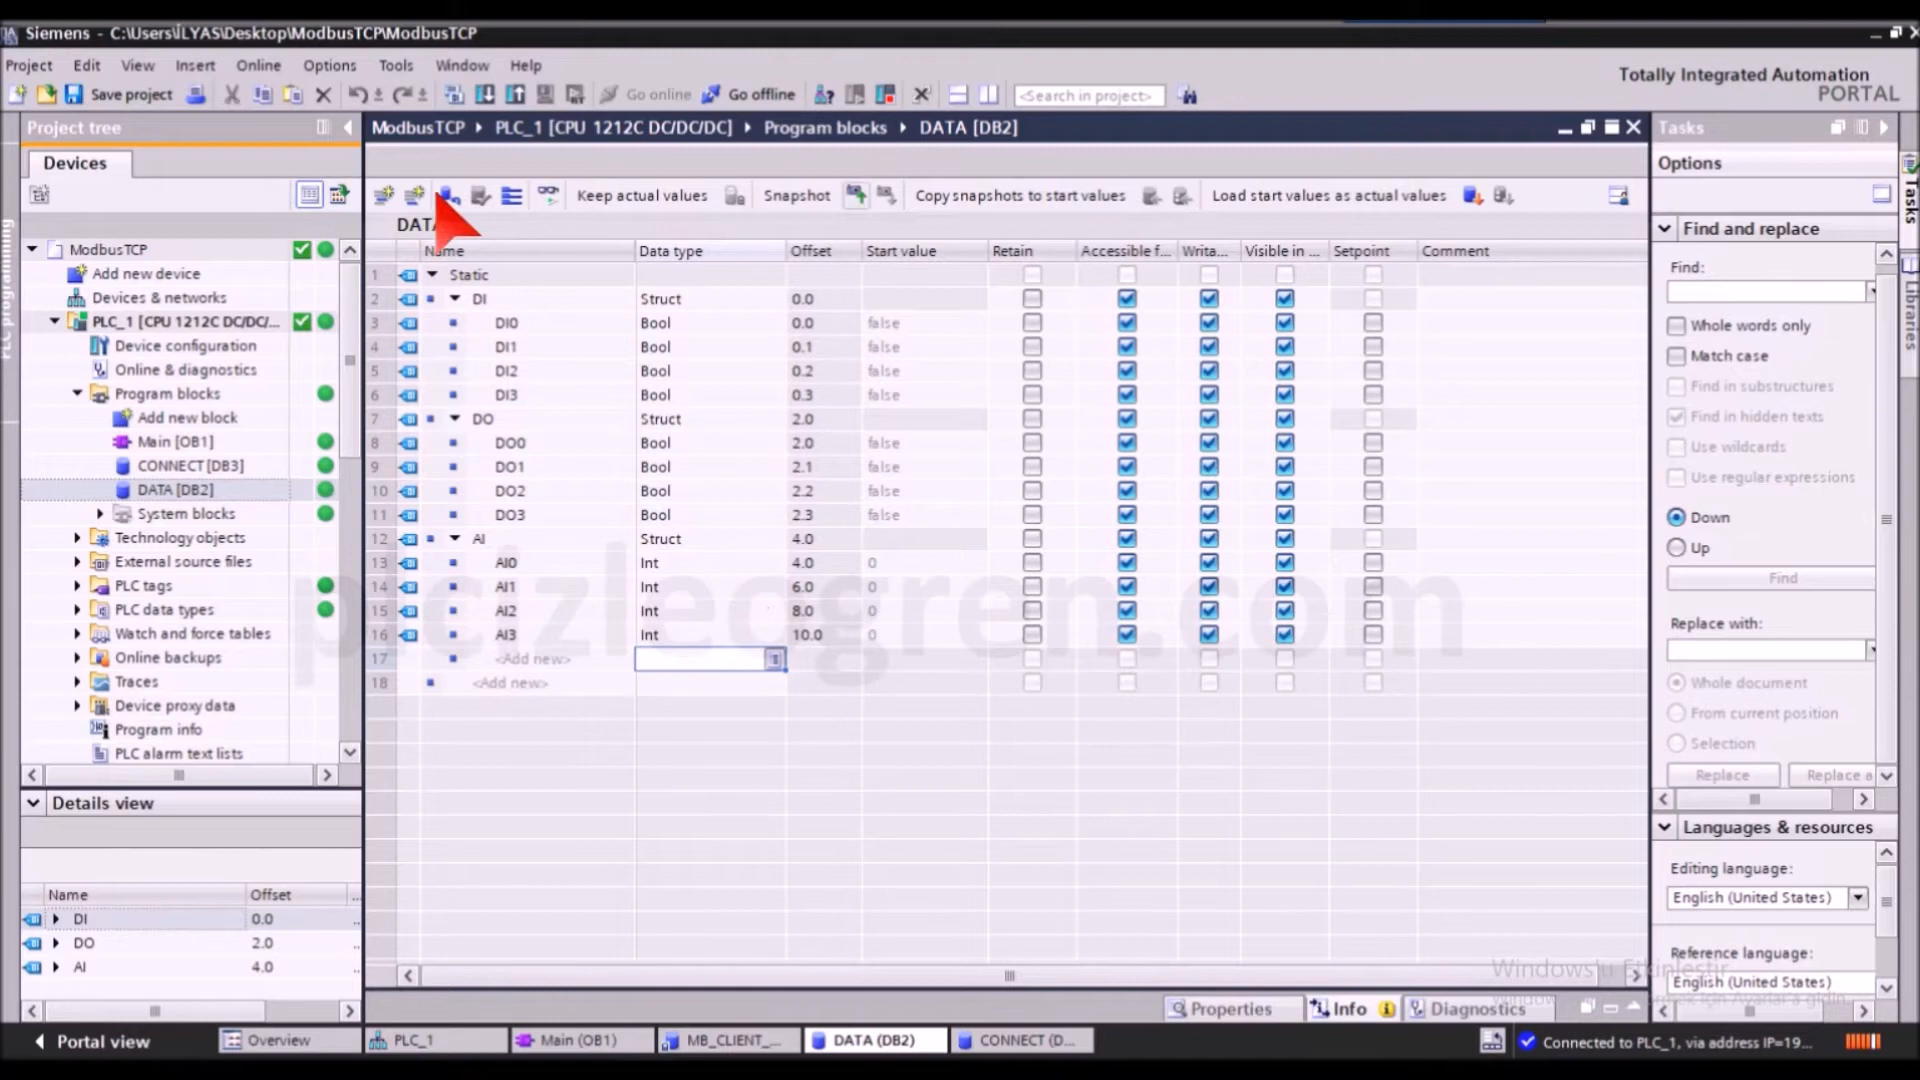 Siemens - C:\Users\İLYAS\Desktop\ModbusTCP\ModbusTCP
Project Edit View Insert Online Options Tools Window Help
Totally Integrated Automation
PORTAL
Save project Go online Go offline <Search in project>
Project tree
ModbusTCP PLC_1 [CPU 1212C DC/DC/DC] Program blocks DATA [DB2]
Tasks
Devices
Options
Keep actual values Snapshot Copy snapshots to start values Load start values as actual values
DATA
Name Data type Offset Start value Retain Accessible f... Writa... Visible in ... Setpoint Comment
1 Static
2 DI Struct 0.0
3 DI0 Bool 0.0 false
4 DI1 Bool 0.1 false
5 DI2 Bool 0.2 false
6 DI3 Bool 0.3 false
7 DO Struct 2.0
8 DO0 Bool 2.0 false
9 DO1 Bool 2.1 false
10 DO2 Bool 2.2 false
11 DO3 Bool 2.3 false
12 AI Struct 4.0
13 AI0 Int 4.0 0
14 AI1 Int 6.0 0
15 AI2 Int 8.0 0
16 AI3 Int 10.0 0
17 <Add new>
18 <Add new>
ModbusTCP
Add new device
Devices & networks
PLC_1 [CPU 1212C DC/DC/...
Device configuration
Online & diagnostics
Program blocks
Add new block
Main [OB1]
CONNECT [DB3]
DATA [DB2]
System blocks
Technology objects
External source files
PLC tags
PLC data types
Watch and force tables
Online backups
Traces
Device proxy data
Program info
PLC alarm text lists
Details view
Name Offset
DI 0.0 ..
DO 2.0 ..
AI 4.0 ..
PLC programming
Find and replace
Find:
Whole words only
Match case
Find in substructures
Find in hidden texts
Use wildcards
Use regular expressions
Down
Up
Find
Replace with:
Whole document
From current position
Selection
Replace Replace a
Languages & resources
Editing language:
English (United States)
Reference language:
English (United States)
Tasks
Libraries
Properties Info Diagnostics
Portal view Overview PLC_1 Main (OB1) MB_CLIENT_... DATA (DB2) CONNECT (D...
Connected to PLC_1, via address IP=19...